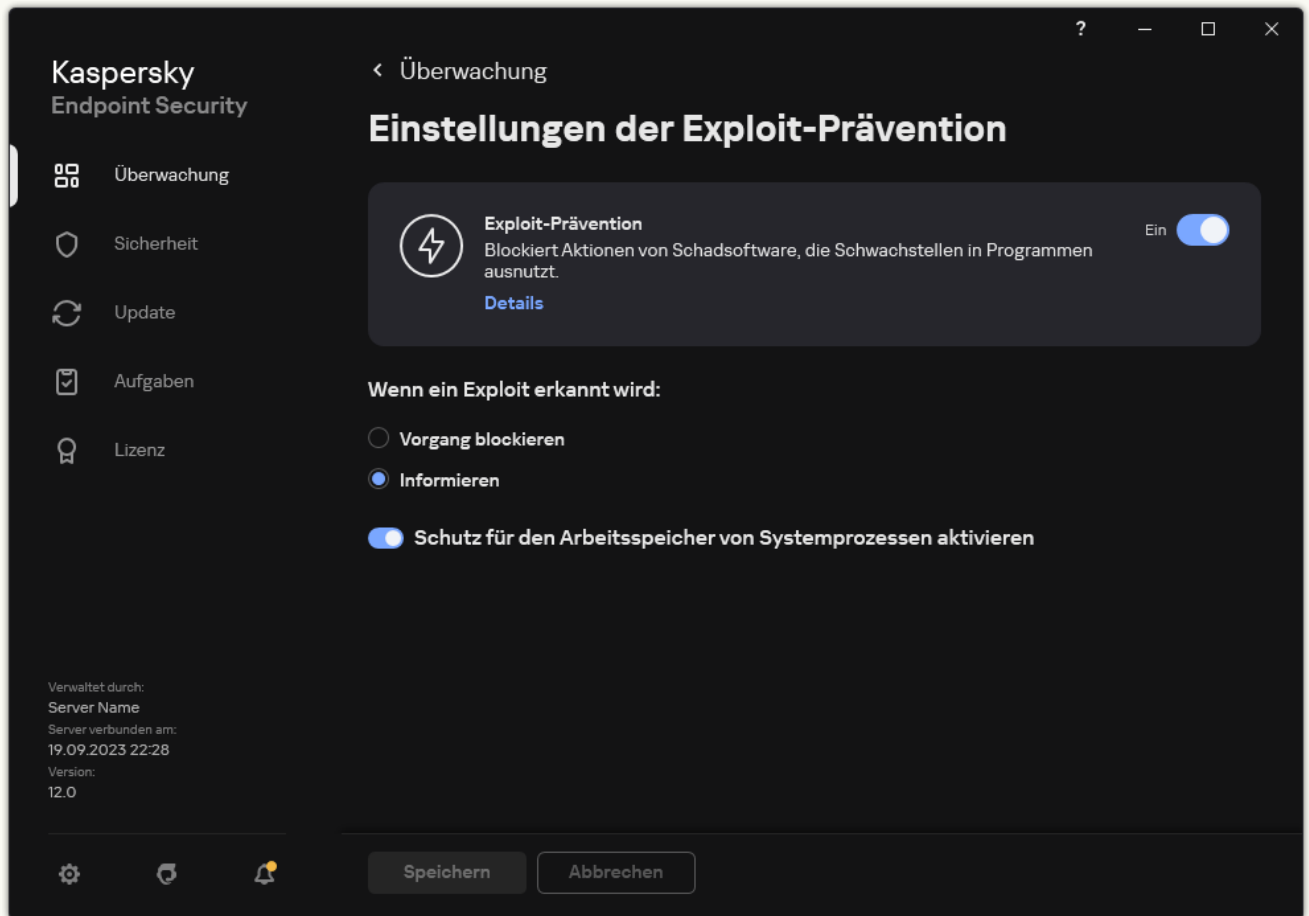 ?
Kaspersky
Endpoint Security
Überwachung
Sicherheit
Update
Aufgaben
Lizenz
Verwaltet durch:
Server Name
Server verbunden am:
19.09.2023 22:28
Version:
12.0
Überwachung
Einstellungen der Exploit-Prävention
Exploit-Prävention
Ein
Blockiert Aktionen von Schadsoftware, die Schwachstellen in Programmen
ausnutzt.
Details
Wenn ein Exploit erkannt wird:
Vorgang blockieren
Informieren
Schutz für den Arbeitsspeicher von Systemprozessen aktivieren
Speichern
Abbrechen